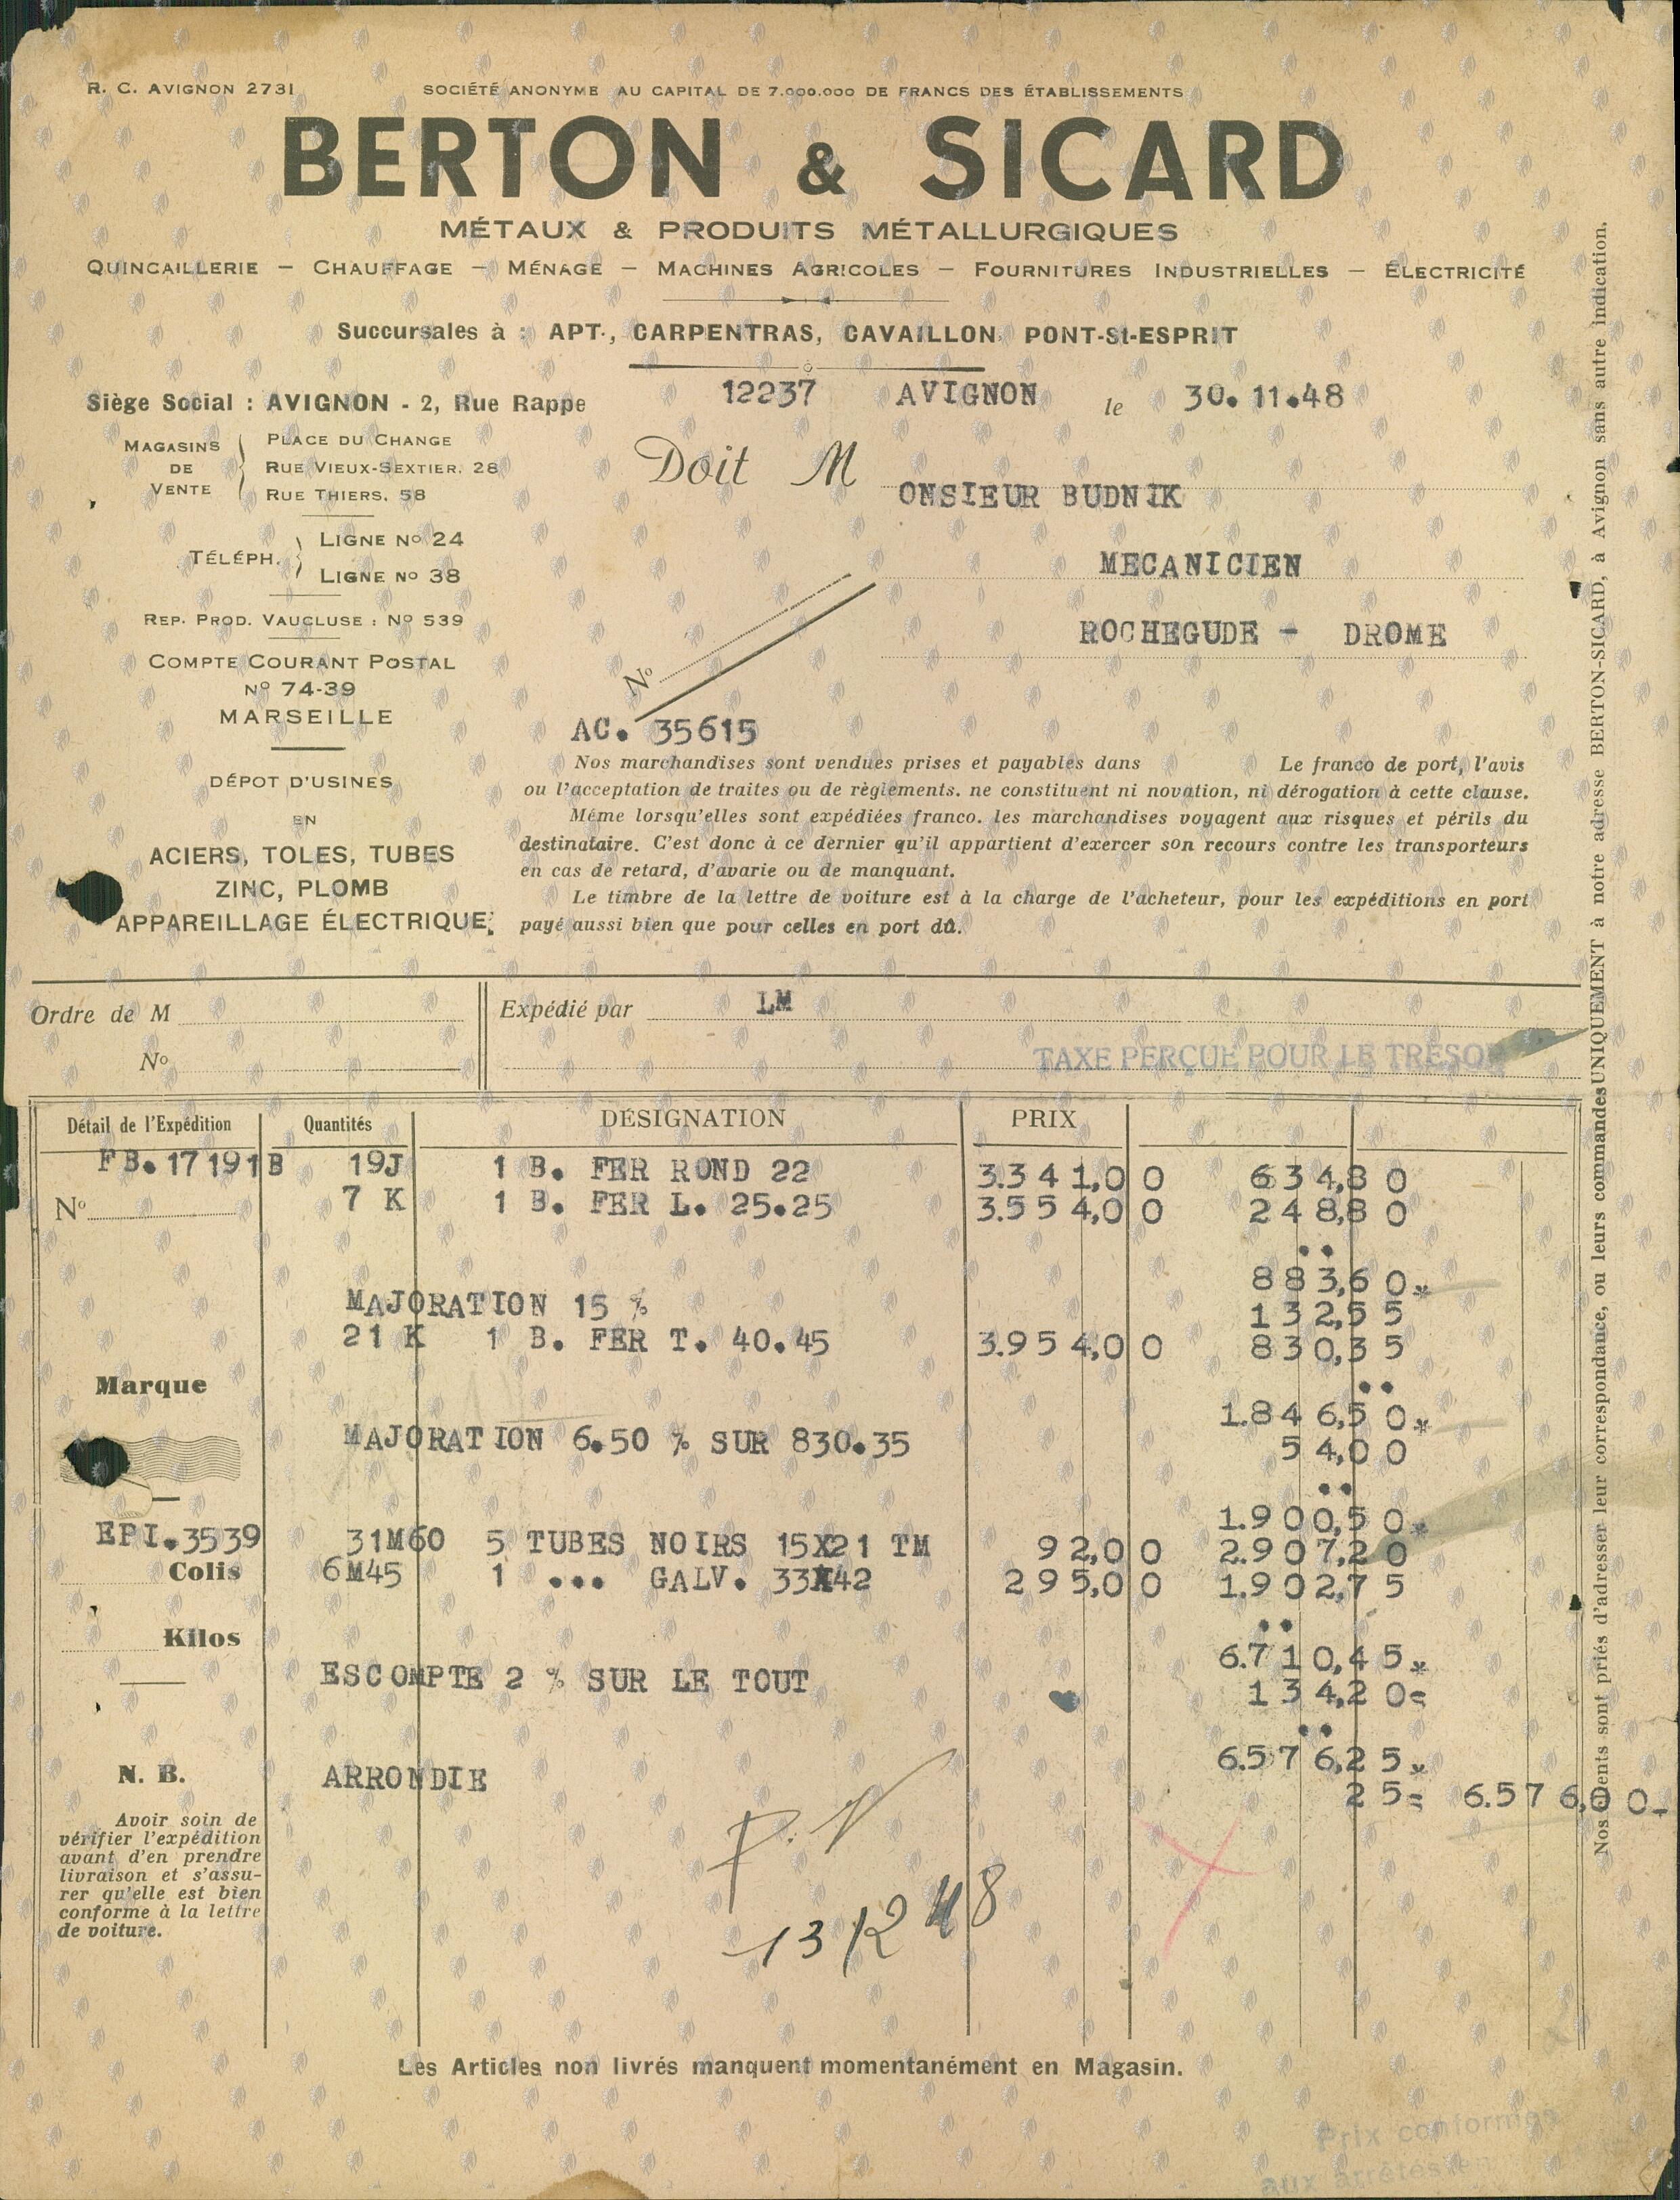 R. C. AVIGNON 2731
SOCIÉTÉ ANONYME AU CAPITAL DE 7.000.000 DE FRANCS DES ÉTABLISSEMENTS
BERTON & SICARD
MÉTAUX & PRODUITS MÉTALLURGIQUES
QUINCAILLERIE — CHAUFFAGE — MÉNAGE — MACHINES AGRICOLES — FOURNITURES INDUSTRIELLES — ÉLECTRICITÉ
Succursales à : APT., CARPENTRAS, CAVAILLON, PONT-St-ESPRIT
Siège Social : AVIGNON - 2, Rue Rappe
12237 AVIGNON le 30.11.48
MAGASINS DE VENTE
PLACE DU CHANGE
RUE VIEUX-SEXTIER, 28
RUE THIERS, 58
Doit M
ONSIEUR BUDNIK
TÉLÉPH.
LIGNE No 24
LIGNE No 38
MECANICIEN
REP. PROD. VAUCLUSE : No 539
ROCHEGUDE - DROME
COMPTE COURANT POSTAL
No 74-39
MARSEILLE
No
AC. 35615
DÉPOT D'USINES
EN
ACIERS, TOLES, TUBES
ZINC, PLOMB
APPAREILLAGE ÉLECTRIQUE
Nos marchandises sont vendues prises et payables dans Le franco de port, l'avis
ou l'acceptation de traites ou de règlements. ne constituent ni novation, ni dérogation à cette clause.
Même lorsqu'elles sont expédiées franco. les marchandises voyagent aux risques et périls du
destinataire. C'est donc à ce dernier qu'il appartient d'exercer son recours contre les transporteurs
en cas de retard, d'avarie ou de manquant.
Le timbre de la lettre de voiture est à la charge de l'acheteur, pour les expéditions en port
payé aussi bien que pour celles en port dû.
Ordre de M
No
Expédié par LM
TAXE PERÇUE POUR LE TRÉSOR
Détail de l'Expédition Quantités DÉSIGNATION PRIX
FB.17191B 19J 1 B. FER ROND 22 3.341,00 634,80
No 7 K 1 B. FER L. 25.25 3.554,00 248,80
..
883,60*
MAJORATION 15 % 132,55
21 K 1 B. FER T. 40.45 3.954,00 830,35
Marque
..
1.846,50*
MAJORATION 6.50 % SUR 830.35 54,00
..
1.900,50*
EPI.3539 31M60 5 TUBES NOIRS 15X21 TM 92,00 2.907,20
Colis 6M45 1 ... GALV. 33X42 295,00 1.902,75
..
Kilos
6.710,45*
ESCOMPTE 2 % SUR LE TOUT 134,20=
..
6.576,25*
ARRONDIE 25= 6.576,00-
N. B.
Avoir soin de
vérifier l'expédition
avant d'en prendre
livraison et s'assu-
rer qu'elle est bien
conforme à la lettre
de voiture.
P.V
13 12 48
Les Articles non livrés manquent momentanément en Magasin.
Prix conformes
aux arrêtés en
Nos clients sont priés d'adresser leur correspondance, ou leurs commandes UNIQUEMENT à notre adresse BERTON-SICARD, à Avignon sans autre indication.